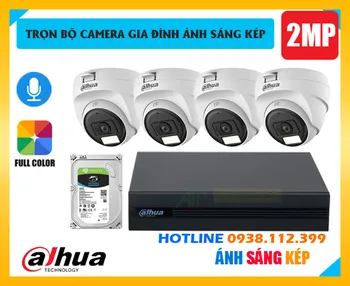 TRỌN BỘ CAMERA GIA ĐÌNH ÁNH SÁNG KÉP
2MP
FULL COLOR
alhua
TECHNOLOGY
alhua
HOTLINE 0938.112.399
ÁNH SÁNG KÉP